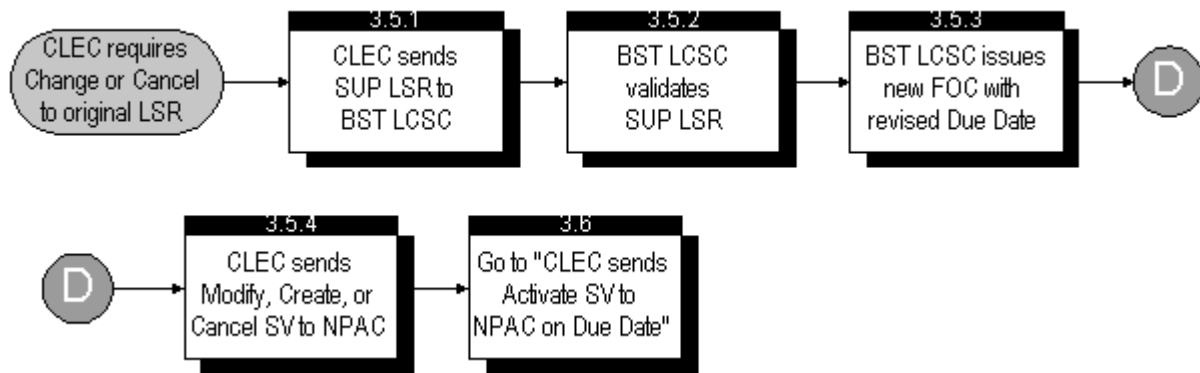 CLEC requires
Change or Cancel
to original LSR
3.5.1
CLEC sends
SUP LSR to
BST LCSC
3.5.2
BST LCSC
validates
SUP LSR
3.5.3
BST LCSC issues
new FOC with
revised Due Date
D
D
3.5.4
CLEC sends
Modify, Create, or
Cancel SV to NPAC
3.6
Go to "CLEC sends
Activate SV to
NPAC on Due Date"